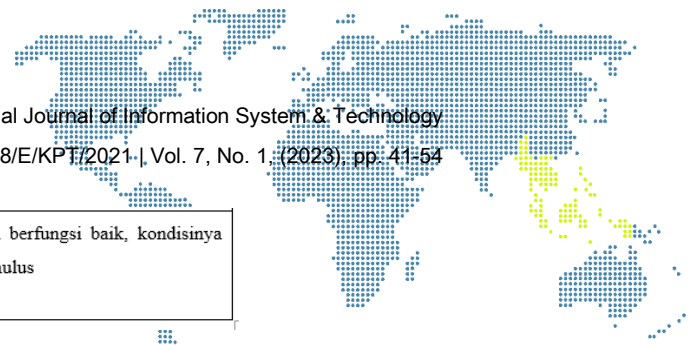 al Journal of Information System & Technology
8/E/KPT/2021 | Vol. 7, No. 1, (2023), pp. 41-54
berfungsi baik, kondisinya
ulus